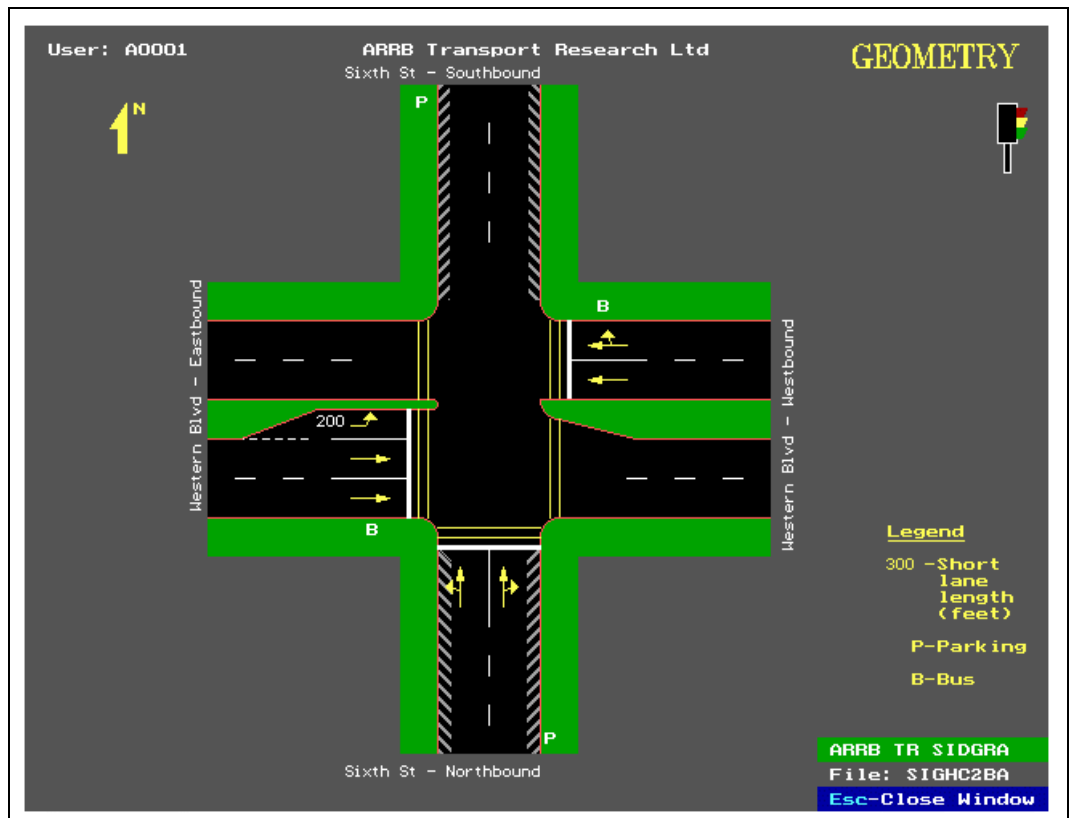 User: A0001
ARRB Transport Research Ltd
GEOMETRY
Sixth St - Southbound
P
N
B
Western Blvd - Eastbound
Western Blvd - Westbound
200
B
Legend
300 -Short
lane
length
(feet)
P-Parking
B-Bus
P
Sixth St - Northbound
ARRB TR SIDGRA
File: SIGHC2BA
Esc-Close Window